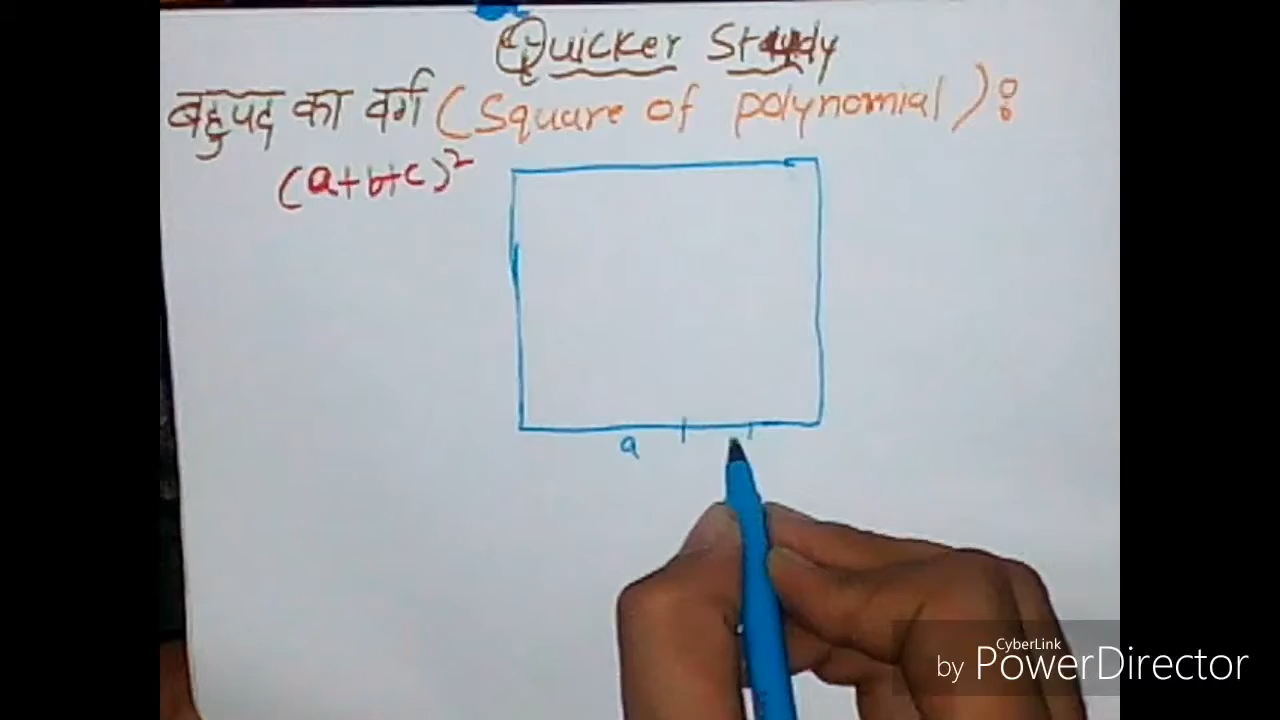 Quicker Study
बहुपद का वर्ग (Square of polynomial):
(a+b+c)²
a
CyberLink
by PowerDirector